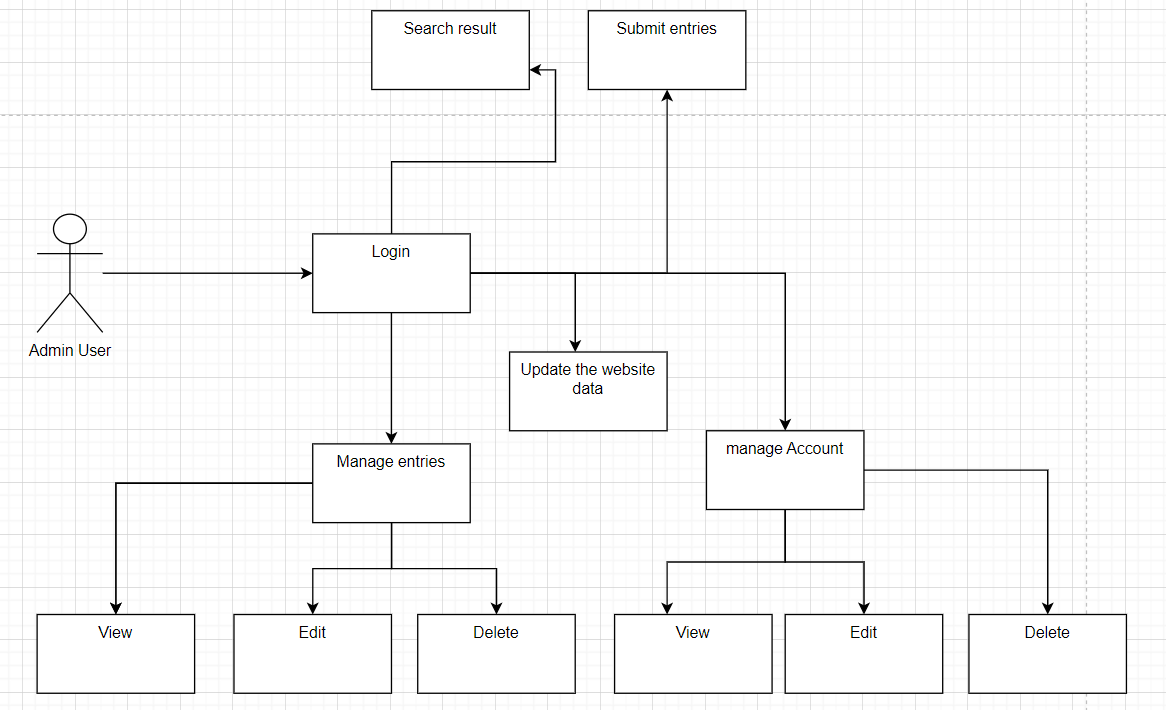 Search result
Submit entries
Login
Admin User
Update the website
data
manage Account
Manage entries
View
Edit
Delete
View
Edit
Delete